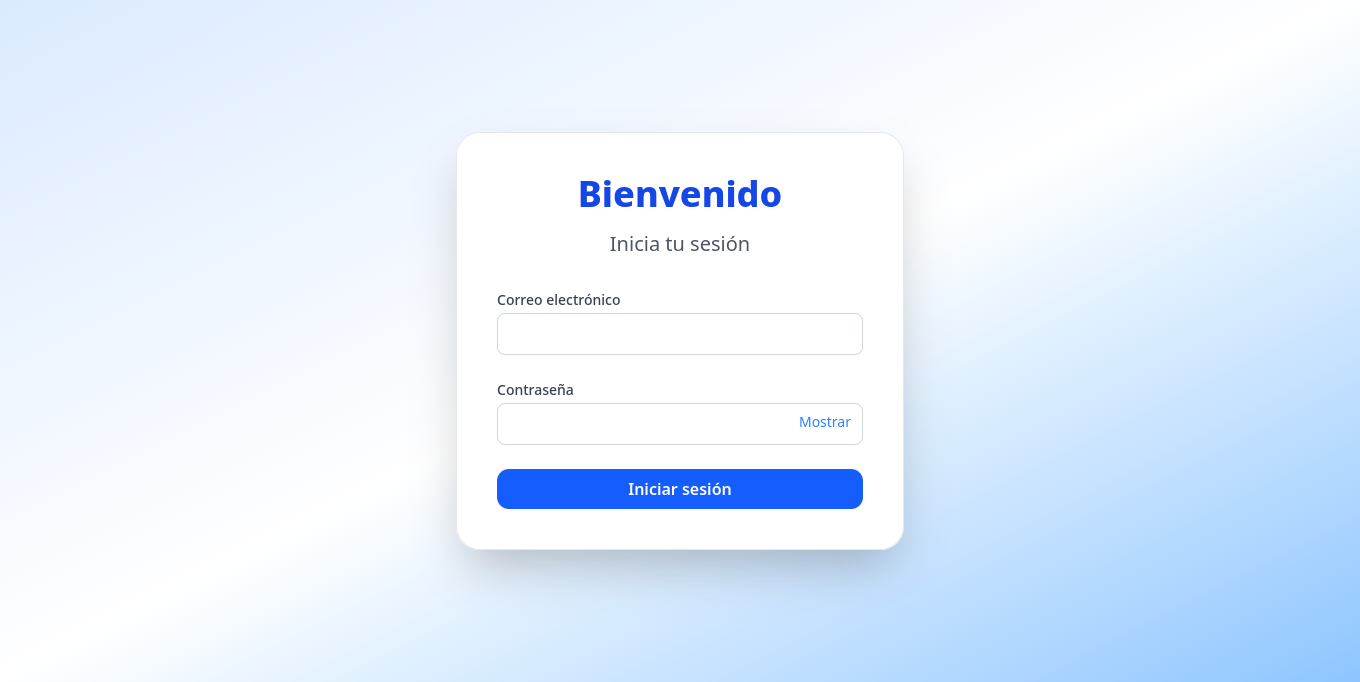 Bienvenido
Inicia tu sesión
Correo electrónico
Contraseña
Mostrar
Iniciar sesión